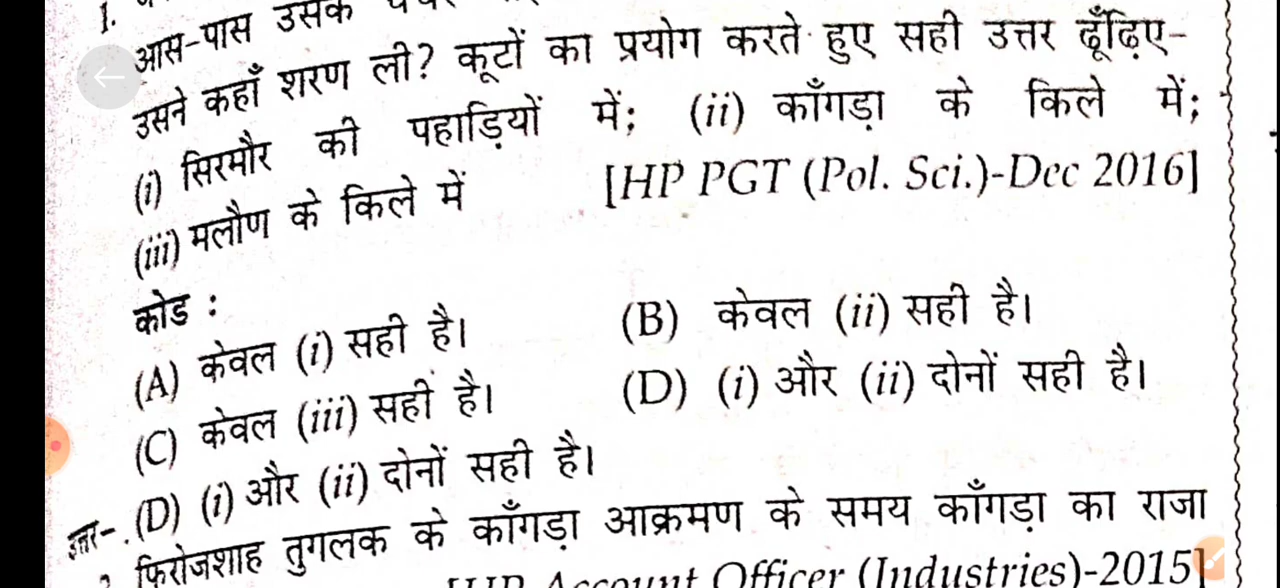 1.
आस-पास उसके
उसने कहाँ शरण ली? कूटों का प्रयोग करते हुए सही उत्तर ढूँढ़िए-
(i) सिरमौर की पहाड़ियों में; (ii) काँगड़ा के किले में;
(iii) मलौण के किले में [HP PGT (Pol. Sci.)-Dec 2016]
कोड :
(A) केवल (i) सही है। (B) केवल (ii) सही है।
(C) केवल (iii) सही है। (D) (i) और (ii) दोनों सही है।
उत्तर-.(D) (i) और (ii) दोनों सही है।
फिरोजशाह तुगलक के काँगड़ा आक्रमण के समय काँगड़ा का राजा
Account Officer (Industries)-2015]